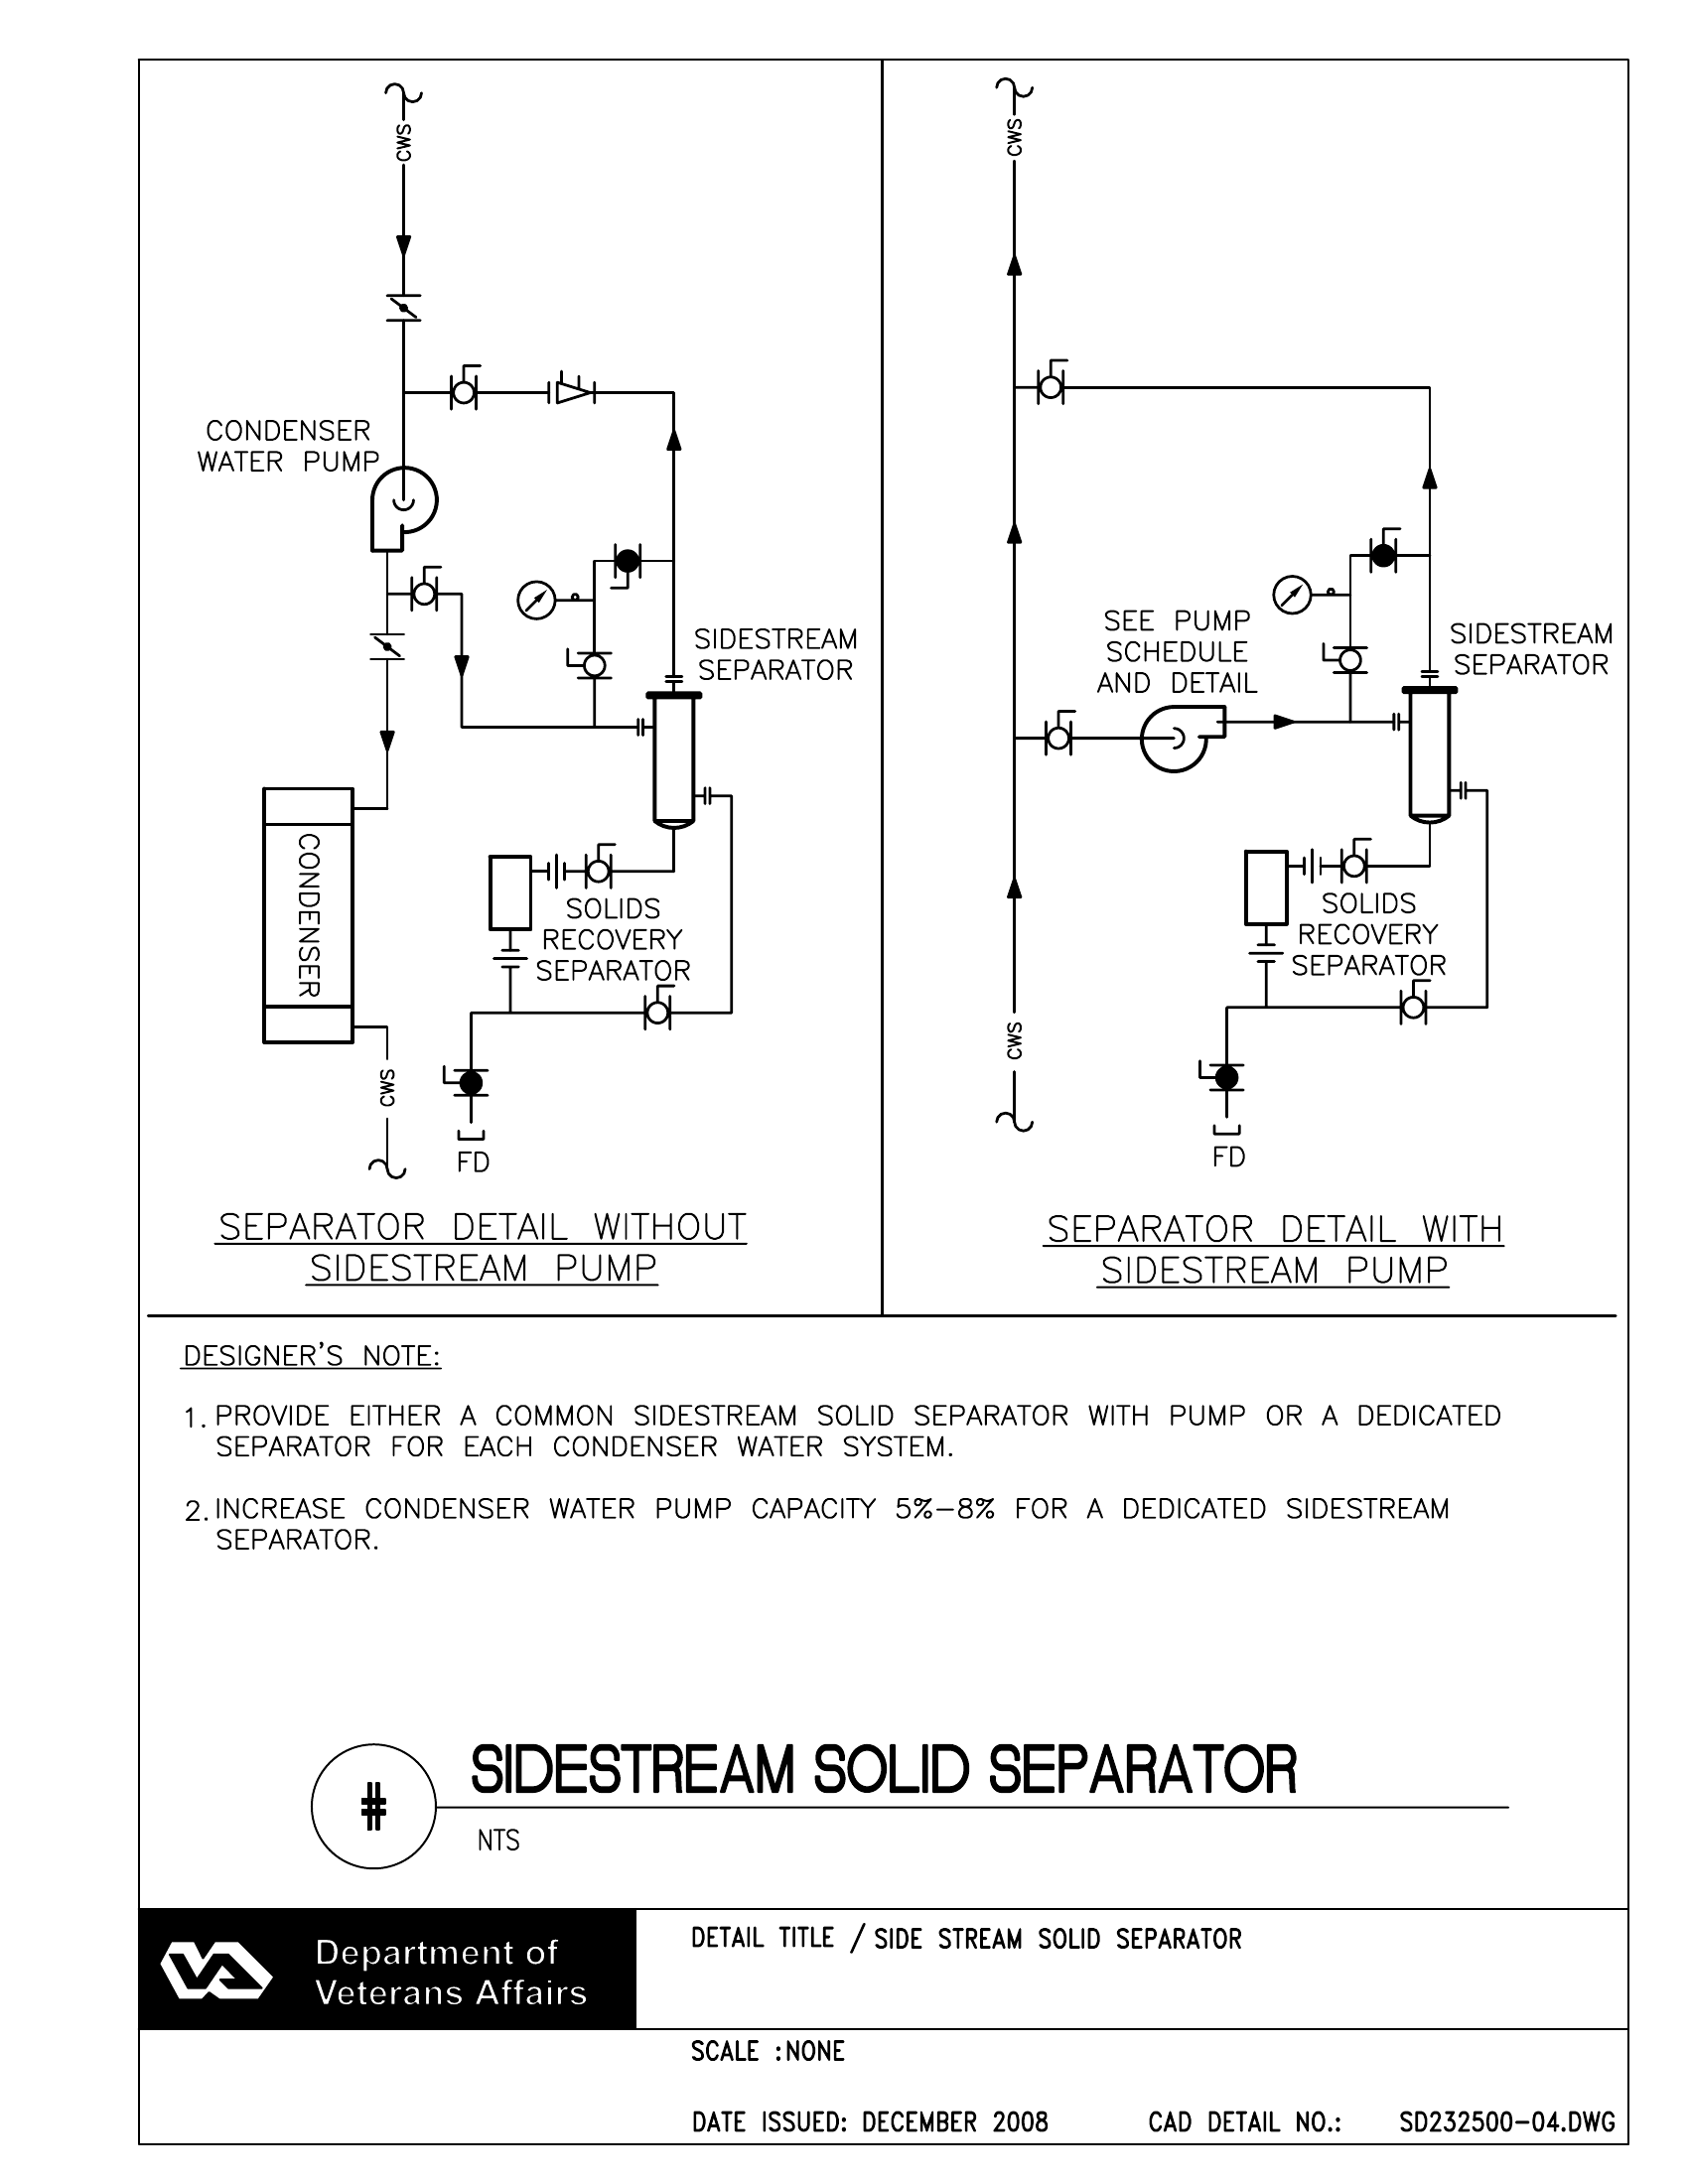 CWS
CONDENSER
WATER PUMP
SIDESTREAM
SEPARATOR
CONDENSER
SOLIDS
RECOVERY
SEPARATOR
CWS
FD
SEPARATOR DETAIL WITHOUT
SIDESTREAM PUMP
CWS
SEE PUMP
SCHEDULE
AND DETAIL
SIDESTREAM
SEPARATOR
SOLIDS
RECOVERY
SEPARATOR
CWS
FD
SEPARATOR DETAIL WITH
SIDESTREAM PUMP
DESIGNER'S NOTE:
1. PROVIDE EITHER A COMMON SIDESTREAM SOLID SEPARATOR WITH PUMP OR A DEDICATED
SEPARATOR FOR EACH CONDENSER WATER SYSTEM.
2. INCREASE CONDENSER WATER PUMP CAPACITY 5%-8% FOR A DEDICATED SIDESTREAM
SEPARATOR.
#
SIDESTREAM SOLID SEPARATOR
NTS
VA
Department of
Veterans Affairs
DETAIL TITLE / SIDE STREAM SOLID SEPARATOR
SCALE :NONE
DATE ISSUED: DECEMBER 2008 CAD DETAIL NO.: SD232500-04.DWG